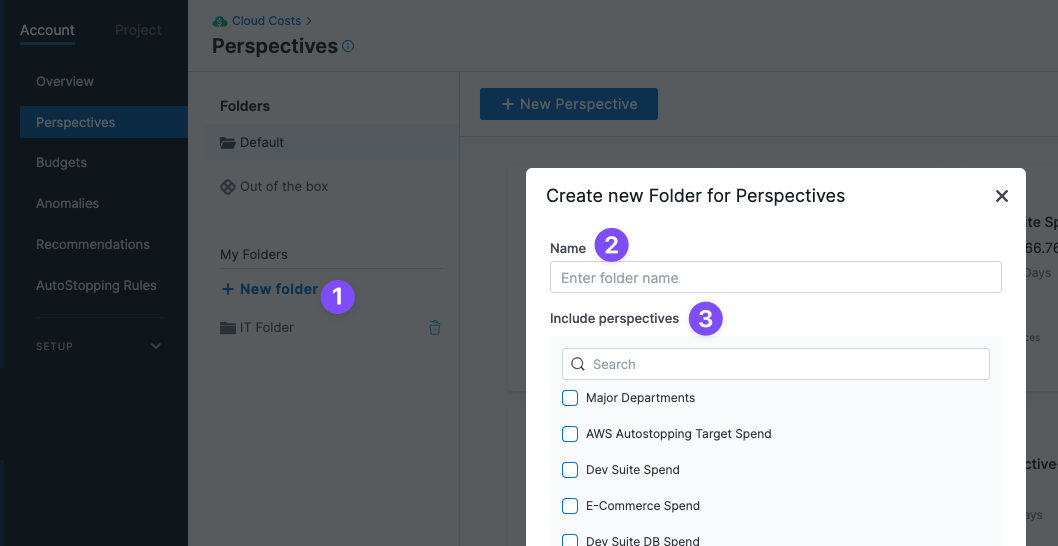 Account
Project
Overview
Perspectives
Budgets
Anomalies
Recommendations
AutoStopping Rules
SETUP
Cloud Costs >
Perspectives
Folders
Default
Out of the box
My Folders
+ New folder
1
IT Folder
+ New Perspective
Create new Folder for Perspectives
Name
2
Enter folder name
Include perspectives
3
Search
Major Departments
AWS Autostopping Target Spend
Dev Suite Spend
E-Commerce Spend
Dev Suite DB Spend
ite Sp
66.76
Days
ces
ctive-
ays